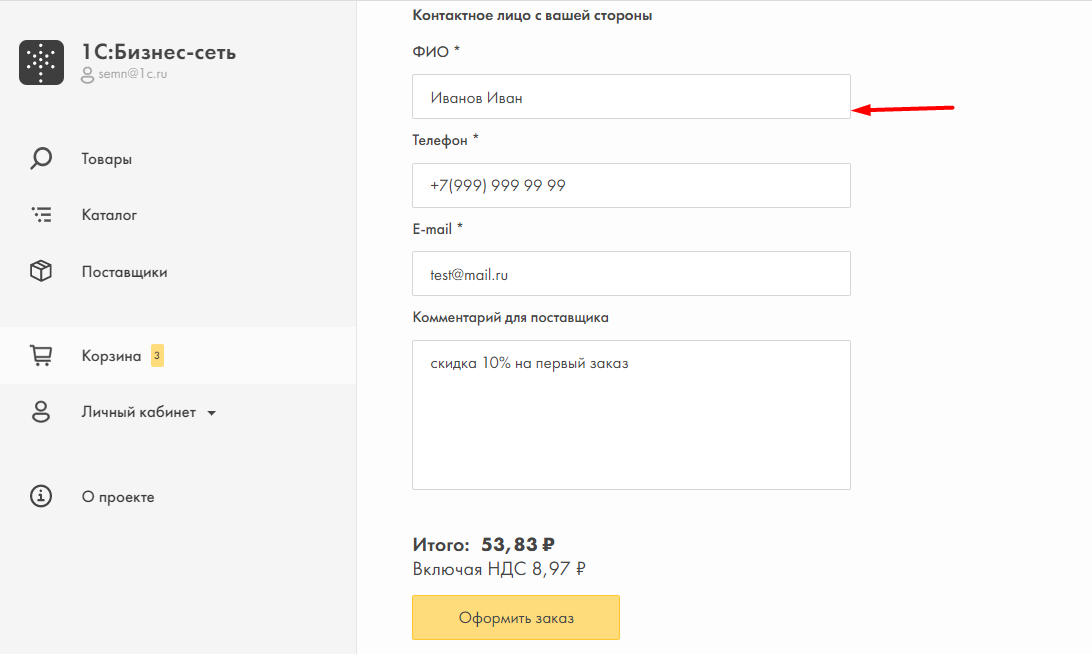 1С:Бизнес-сеть
semn@1c.ru
Товары
Каталог
Поставщики
Корзина 3
Личный кабинет
О проекте
Контактное лицо с вашей стороны
ФИО *
Иванов Иван
Телефон *
+7(999) 999 99 99
E-mail *
test@mail.ru
Комментарий для поставщика
скидка 10% на первый заказ
Итого: 53,83 ₽
Включая НДС 8,97 ₽
Оформить заказ